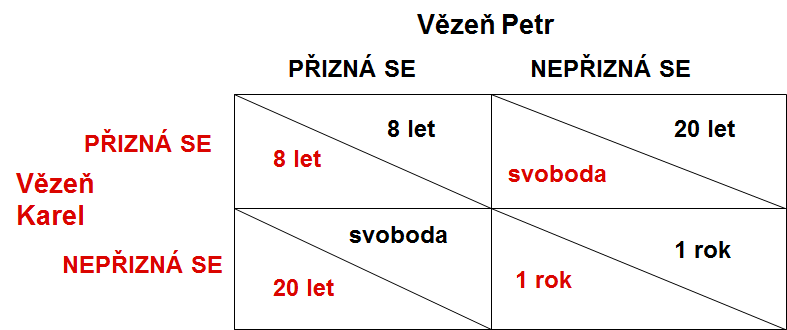 Vězeň Petr
PŘIZNÁ SE
NEPŘIZNÁ SE
PŘIZNÁ SE
8 let
8 let
20 let
svoboda
Vězeň
Karel
NEPŘIZNÁ SE
svoboda
20 let
1 rok
1 rok